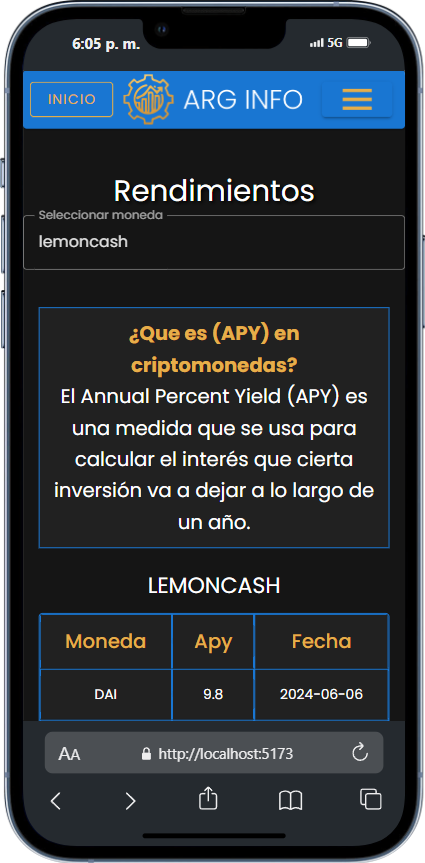 6:05 p. m.
5G
INICIO
ARG INFO
Rendimientos
Seleccionar moneda
lemoncash
¿Que es (APY) en
criptomonedas?
El Annual Percent Yield (APY) es
una medida que se usa para
calcular el interés que cierta
inversión va a dejar a lo largo de
un año.
LEMONCASH
Moneda Apy Fecha
DAI 9.8 2024-06-06
AA http://localhost:5173